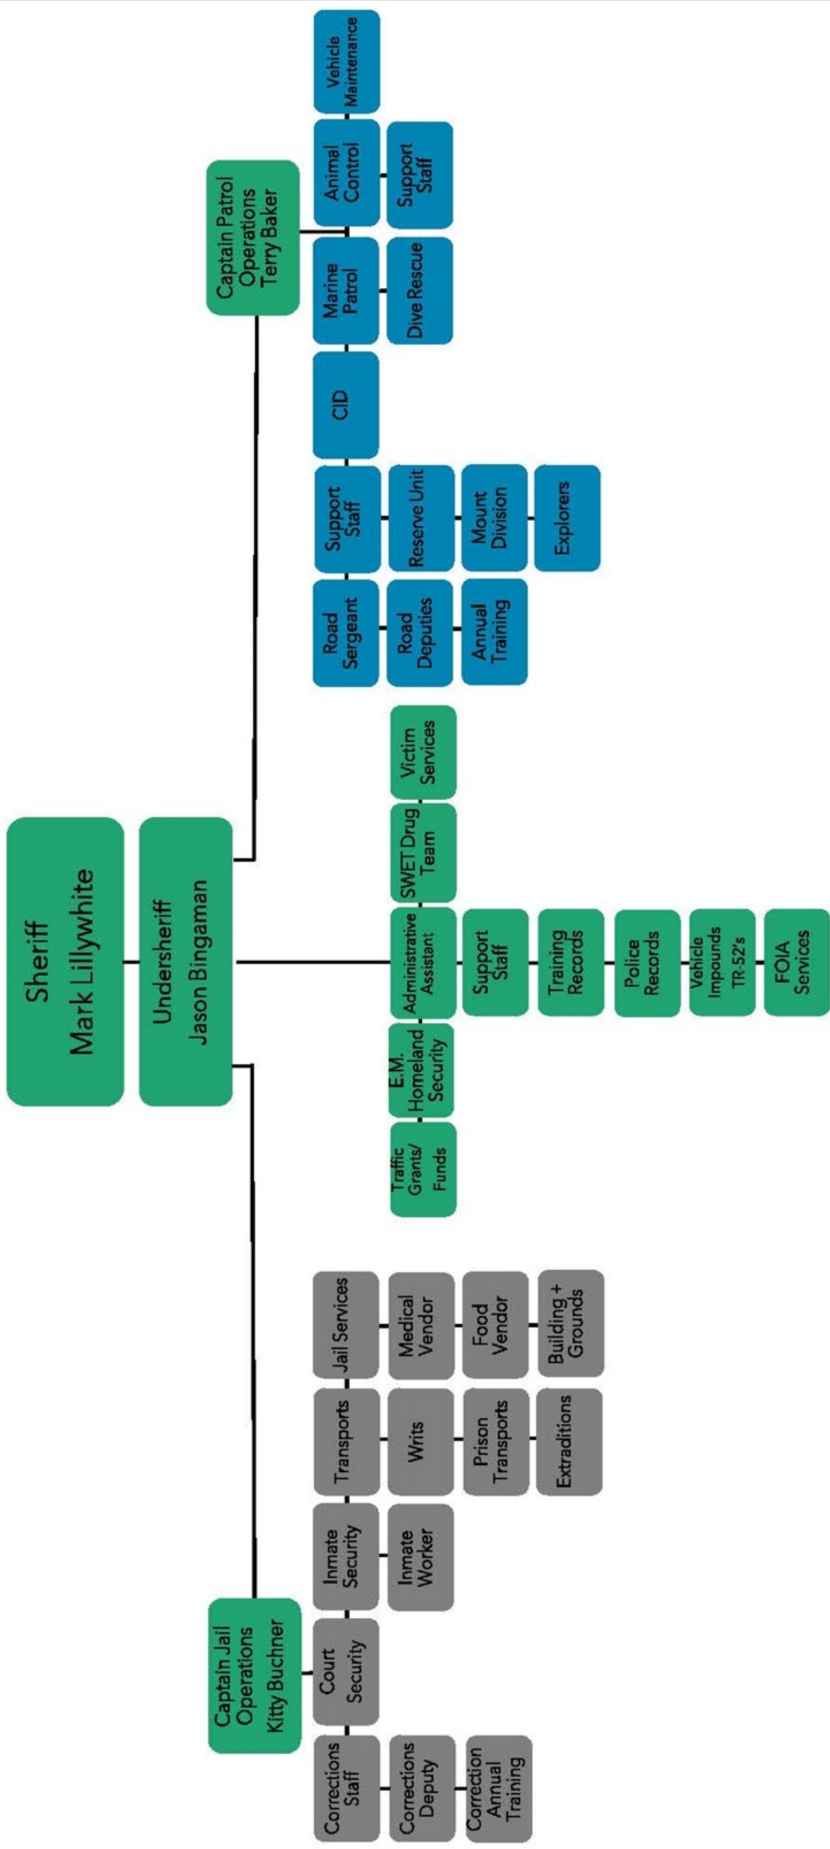 Sheriff
Mark Lillywhite
Undersheriff
Jason Bingaman
Captain Jail
Operations
Kitty Buchner
Captain Patrol
Operations
Terry Baker
Corrections
Staff
Corrections
Deputy
Correction
Annual
Training
Court
Security
Inmate
Security
Inmate
Worker
Transports
Writs
Prison
Transports
Extraditions
Jail Services
Medical
Vendor
Food
Vendor
Building +
Grounds
Traffic
Grants/
Funds
E.M.
Homeland
Security
Administrative
Assistant
Support
Staff
Training
Records
Police
Records
Vehicle
Impounds
TR-52's
FOIA
Services
SWET Drug
Team
Victim
Services
Road
Sergeant
Road
Deputies
Annual
Training
Support
Staff
Reserve Unit
Mount
Division
Explorers
CID
Marine
Patrol
Dive Rescue
Animal
Control
Support
Staff
Vehicle
Maintenance